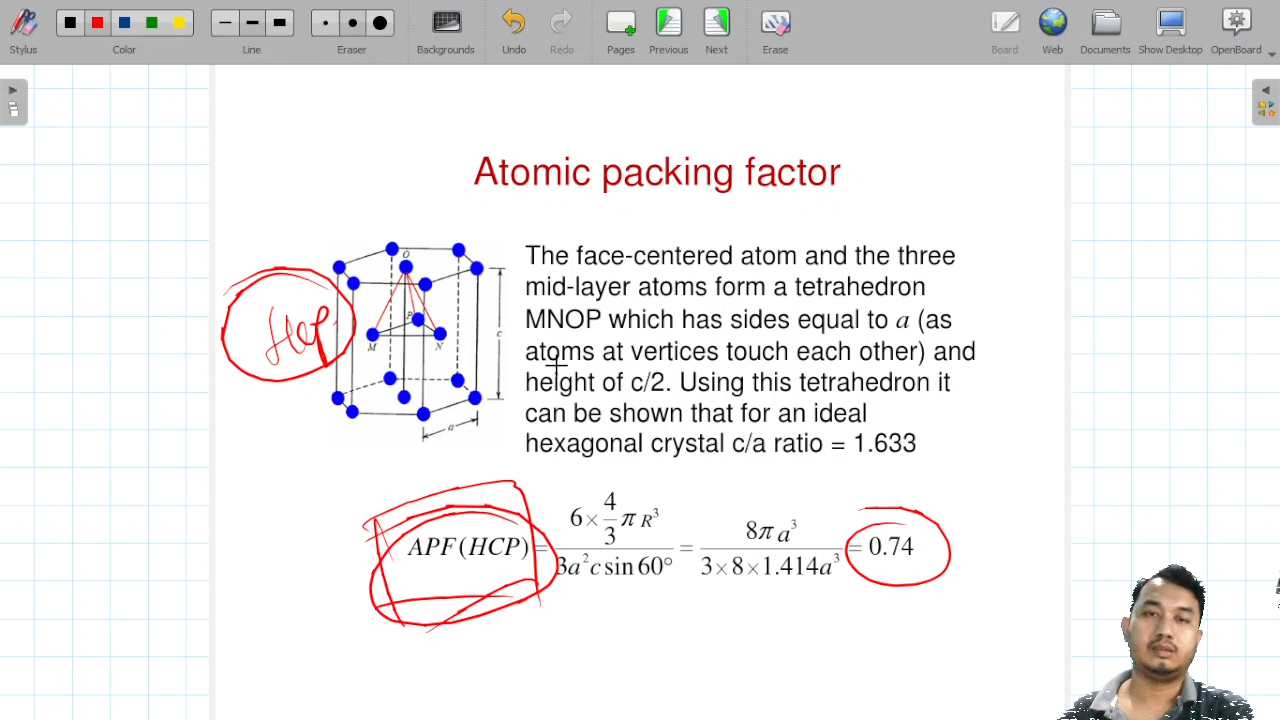 Stylus
Color
Line
Eraser
Backgrounds
Undo
Redo
Pages
Previous
Next
Erase
Board
Web
Documents
Show Desktop
OpenBoard
Atomic packing factor
Hcp
O
P
M
N
c
a
The face-centered atom and the three
mid-layer atoms form a tetrahedron
MNOP which has sides equal to a (as
atoms at vertices touch each other) and
height of c/2. Using this tetrahedron it
can be shown that for an ideal
hexagonal crystal c/a ratio = 1.633
APF(HCP) = (6 × 4/3 π R³) / (3a²c sin 60°) = (8π a³) / (3×8×1.414a³) = 0.74